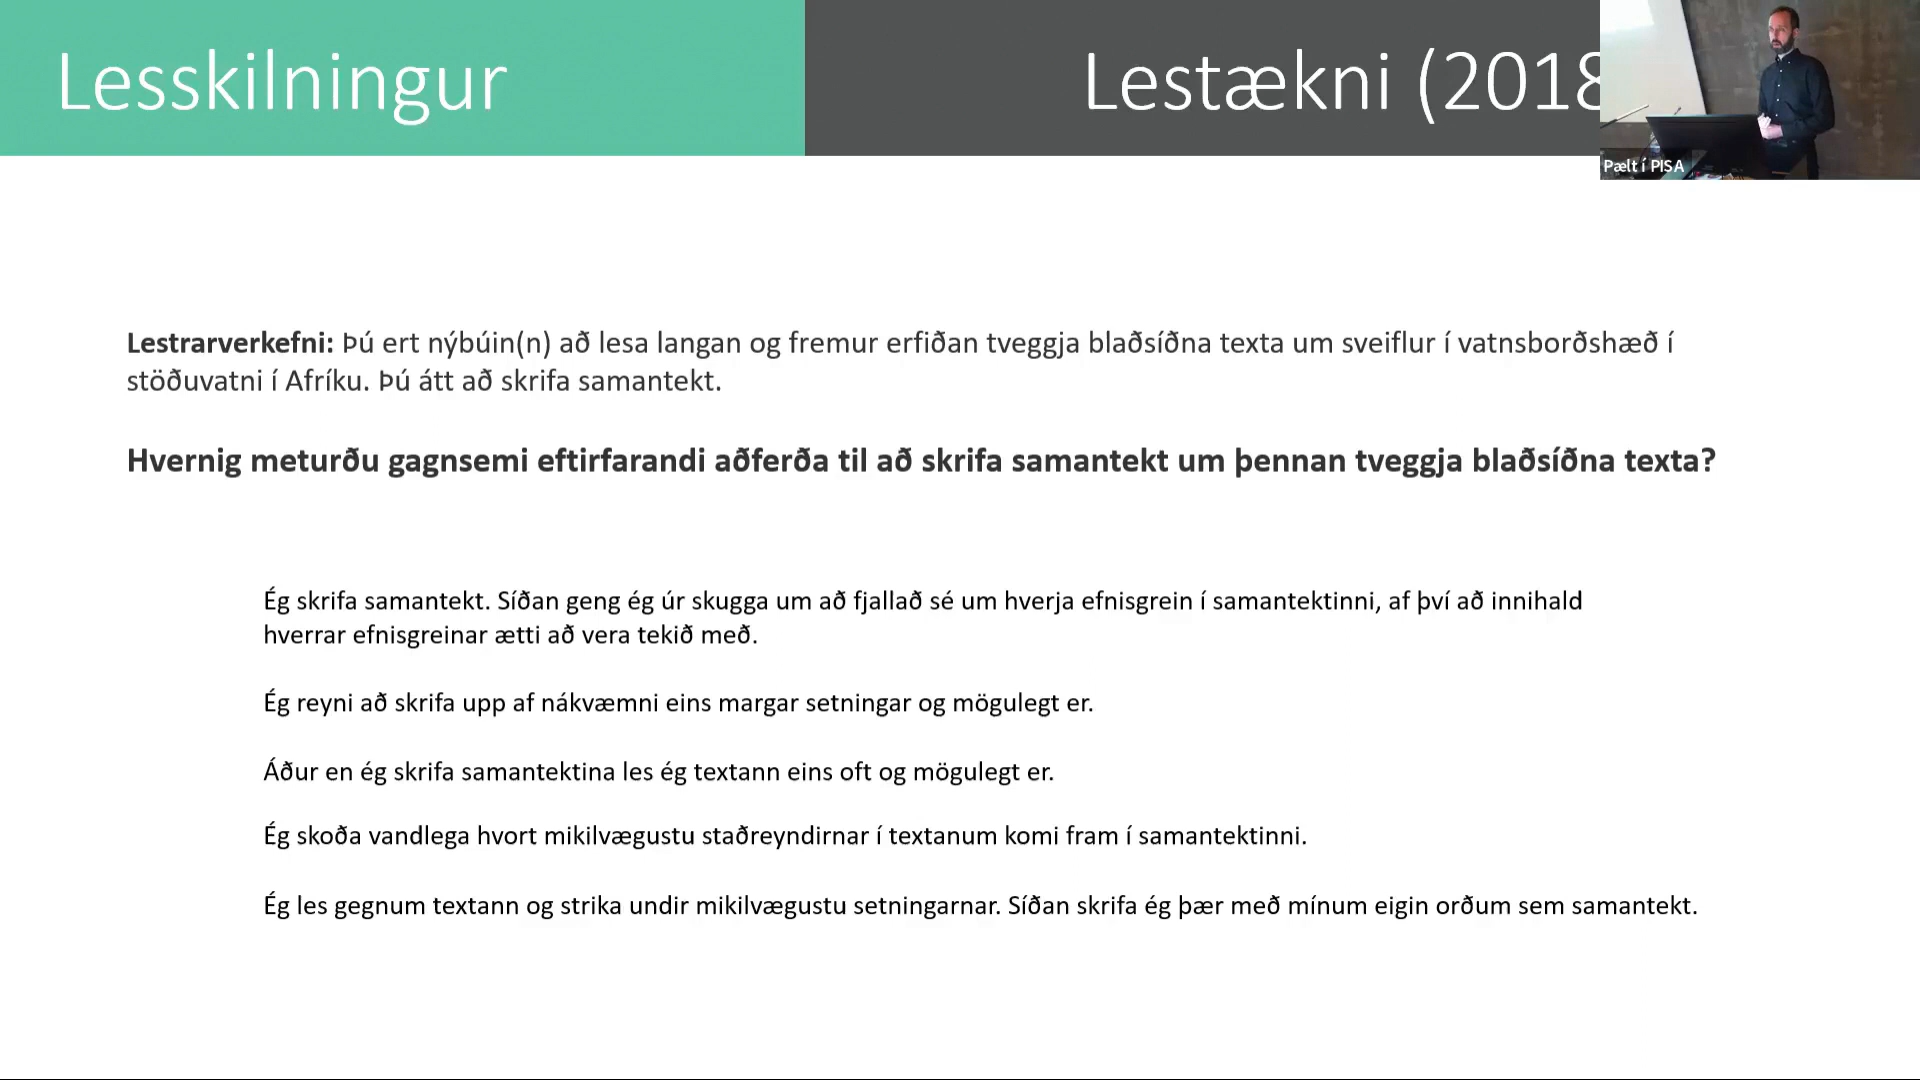 Lesskilningur
Lestækni (2018
Pælt í PISA
Lestrarverkefni: Þú ert nýbúin(n) að lesa langan og fremur erfiðan tveggja blaðsíðna texta um sveiflur í vatnsborðshæð í
stöðuvatni í Afríku. Þú átt að skrifa samantekt.
Hvernig meturðu gagnsemi eftirfarandi aðferða til að skrifa samantekt um þennan tveggja blaðsíðna texta?
Ég skrifa samantekt. Síðan geng ég úr skugga um að fjallað sé um hverja efnisgrein í samantektinni, af því að innihald
hverrar efnisgreinar ætti að vera tekið með.
Ég reyni að skrifa upp af nákvæmni eins margar setningar og mögulegt er.
Áður en ég skrifa samantektina les ég textann eins oft og mögulegt er.
Ég skoða vandlega hvort mikilvægustu staðreyndirnar í textanum komi fram í samantektinni.
Ég les gegnum textann og strika undir mikilvægustu setningarnar. Síðan skrifa ég þær með mínum eigin orðum sem samantekt.